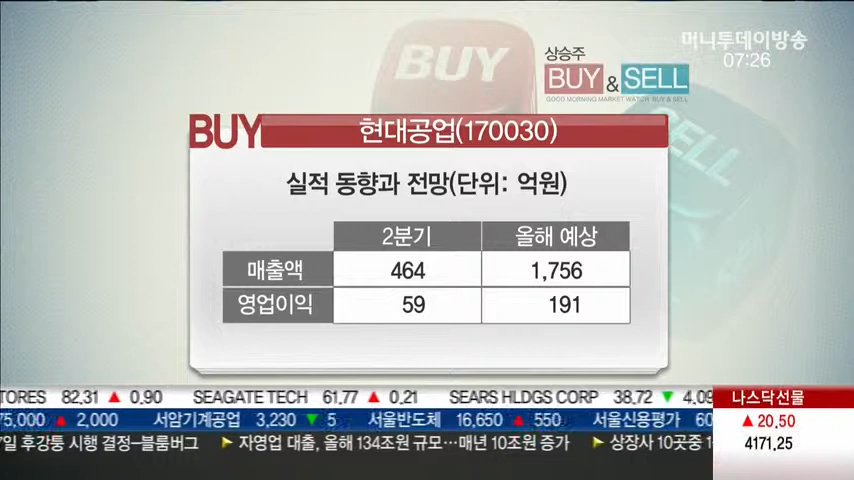 머니투데이방송
07:26
BUY
상승주
BUY & SELL
GOOD MORNING MARKET WATCH BUY & SELL
SELL
BUY 현대공업(170030)
실적 동향과 전망(단위: 억원)
2분기 올해 예상
매출액 464 1,756
영업이익 59 191
TORES 82.31 ▲ 0.90 SEAGATE TECH 61.77 ▲ 0.21 SEARS HLDGS CORP 38.72 ▼ 4.09
75,000 ▲ 2,000 서암기계공업 3,230 ▼ 5 서울반도체 16,650 ▲ 550 서울신용평가 60
7일 후강퉁 시행 결정-블룸버그 ▶ 자영업 대출, 올해 134조원 규모…매년 10조원 증가 ▶ 상장사 10곳중 1
나스닥선물
▲ 20.50
4171.25